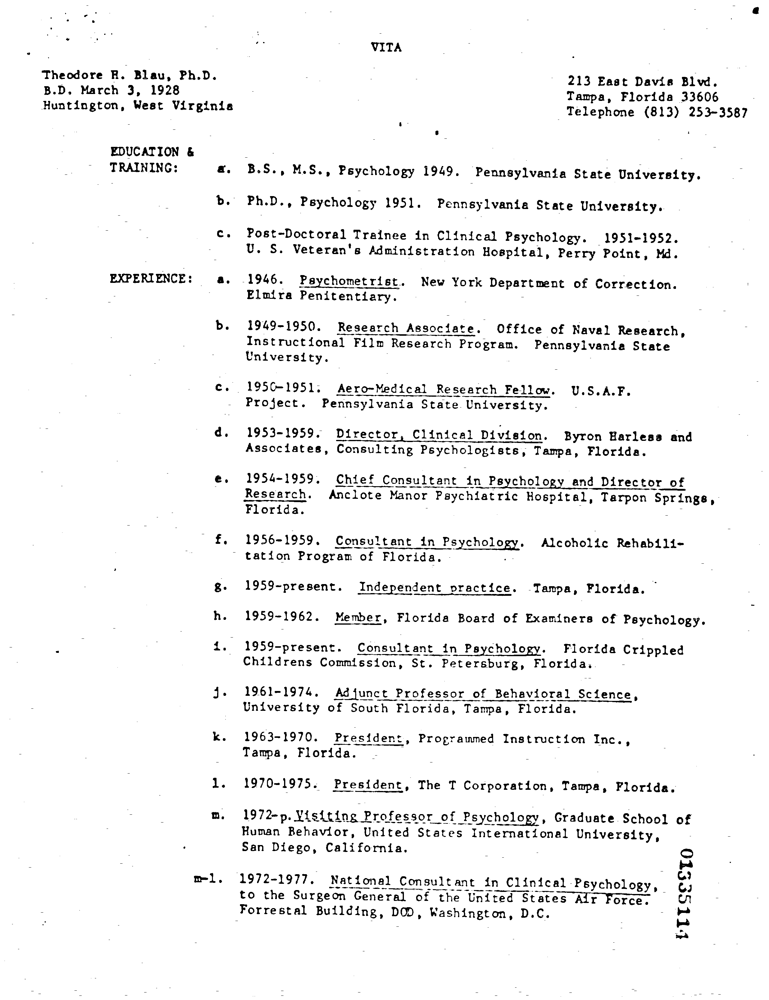 VITA
Theodore H. Blau, Ph.D.
B.D. March 3, 1928
Huntington, West Virginia
213 East Davis Blvd.
Tampa, Florida 33606
Telephone (813) 253-3587
EDUCATION &
TRAINING: a. B.S., M.S., Psychology 1949. Pennsylvania State University.
b. Ph.D., Psychology 1951. Pennsylvania State University.
c. Post-Doctoral Trainee in Clinical Psychology. 1951-1952.
U. S. Veteran's Administration Hospital, Perry Point, Md.
EXPERIENCE: a. 1946. Psychometrist. New York Department of Correction.
Elmira Penitentiary.
b. 1949-1950. Research Associate. Office of Naval Research,
Instructional Film Research Program. Pennsylvania State
University.
c. 1950-1951. Aero-Medical Research Fellow. U.S.A.F.
Project. Pennsylvania State University.
d. 1953-1959. Director, Clinical Division. Byron Harless and
Associates, Consulting Psychologists, Tampa, Florida.
e. 1954-1959. Chief Consultant in Psychology and Director of
Research. Anclote Manor Psychiatric Hospital, Tarpon Springs,
Florida.
f. 1956-1959. Consultant in Psychology. Alcoholic Rehabili-
tation Program of Florida.
g. 1959-present. Independent practice. Tampa, Florida.
h. 1959-1962. Member, Florida Board of Examiners of Psychology.
i. 1959-present. Consultant in Psychology. Florida Crippled
Childrens Commission, St. Petersburg, Florida.
j. 1961-1974. Adjunct Professor of Behavioral Science,
University of South Florida, Tampa, Florida.
k. 1963-1970. President, Programmed Instruction Inc.,
Tampa, Florida.
l. 1970-1975. President, The T Corporation, Tampa, Florida.
m. 1972-p. Visiting Professor of Psychology, Graduate School of
Human Behavior, United States International University,
San Diego, California.
m-1. 1972-1977. National Consultant in Clinical Psychology,
to the Surgeon General of the United States Air Force.
Forrestal Building, DOD, Washington, D.C.
01335114